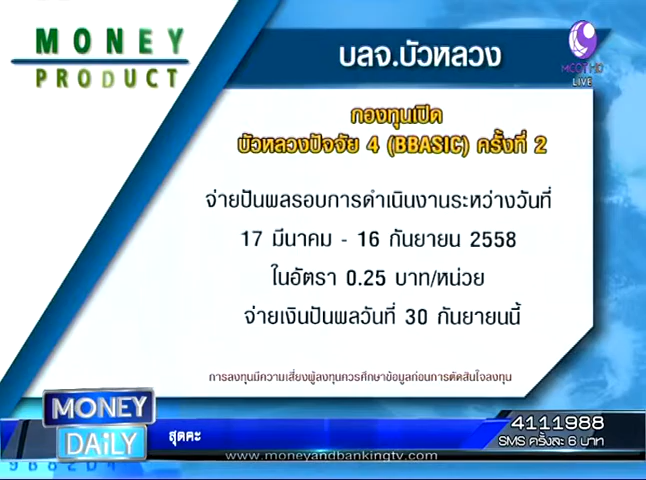 MONEY
PRODUCT
บลจ.บัวหลวง
MCOT HD
LIVE
กองทุนเปิด
บัวหลวงปัจจัย 4 (BBASIC) ครั้งที่ 2
จ่ายปันผลรอบการดำเนินงานระหว่างวันที่
17 มีนาคม - 16 กันยายน 2558
ในอัตรา 0.25 บาท/หน่วย
จ่ายเงินปันผลวันที่ 30 กันยายนนี้
การลงทุนมีความเสี่ยงผู้ลงทุนควรศึกษาข้อมูลก่อนการตัดสินใจลงทุน
MONEY
DAiLY
สุดคะ
4111988
SMS ครั้งละ 6 บาท
www.moneyandbankingtv.com